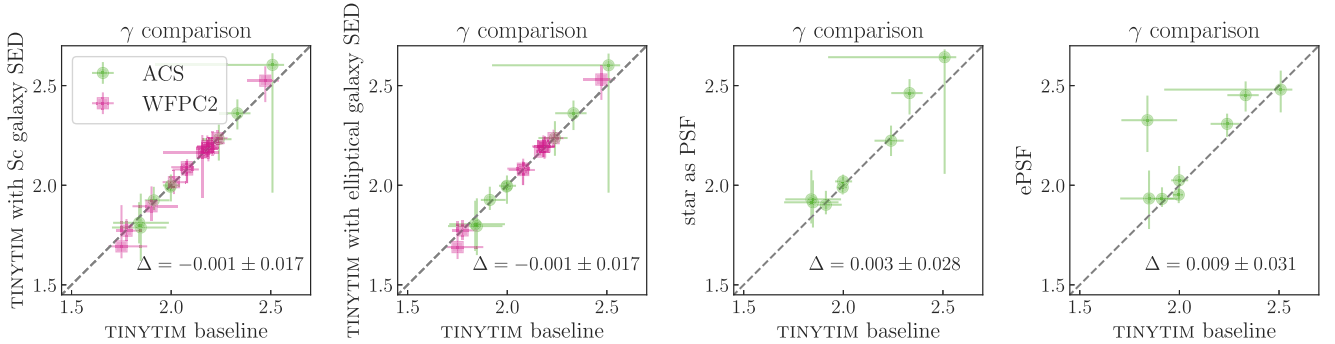 γ comparison
TINYTIM with Sc galaxy SED
ACS
WFPC2
2.5
2.0
1.5
Δ = −0.001 ± 0.017
1.5 2.0 2.5
TINYTIM baseline
γ comparison
TINYTIM with elliptical galaxy SED
2.5
2.0
1.5
Δ = −0.001 ± 0.017
1.5 2.0 2.5
TINYTIM baseline
γ comparison
star as PSF
2.5
2.0
1.5
Δ = 0.003 ± 0.028
1.5 2.0 2.5
TINYTIM baseline
γ comparison
ePSF
2.5
2.0
1.5
Δ = 0.009 ± 0.031
1.5 2.0 2.5
TINYTIM baseline